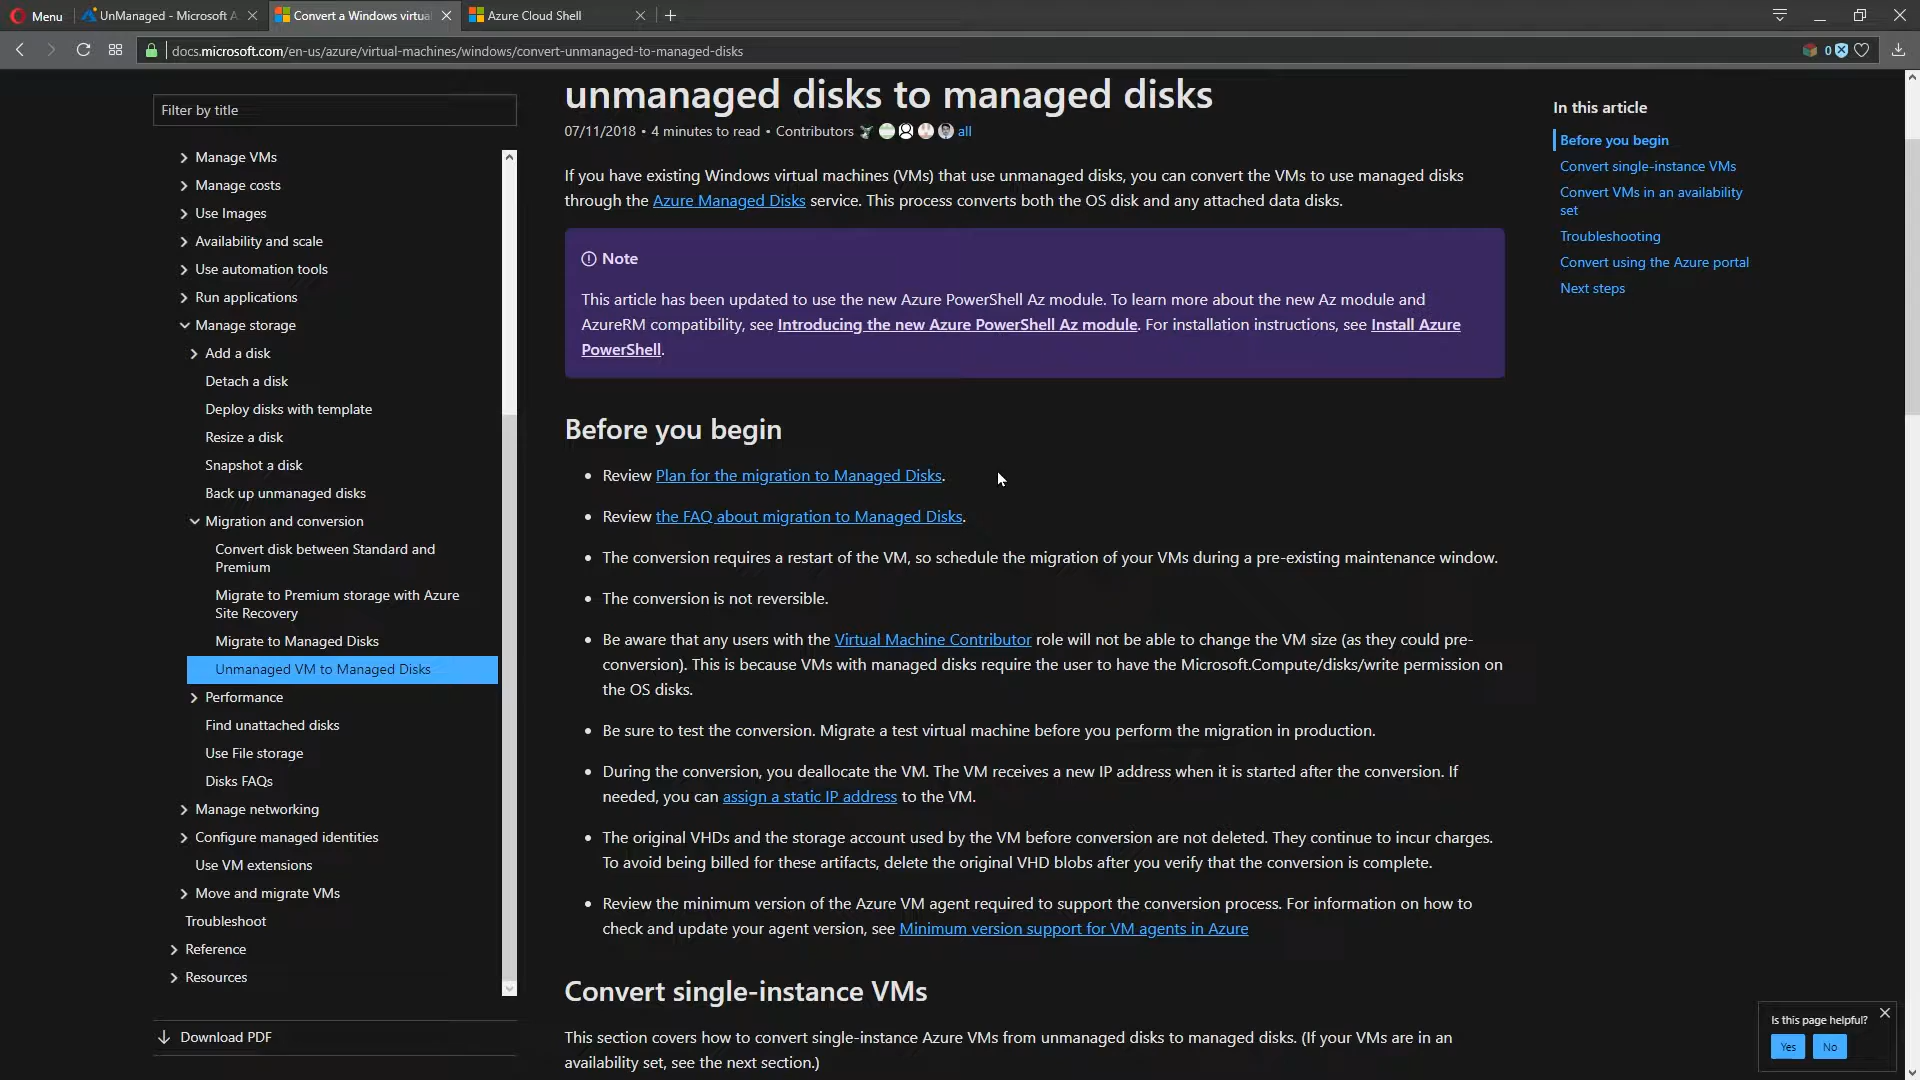 Menu
UnManaged - Microsoft A
Convert a Windows virtua
Azure Cloud Shell
docs.microsoft.com/en-us/azure/virtual-machines/windows/convert-unmanaged-to-managed-disks
0
Filter by title
Manage VMs
Manage costs
Use Images
Availability and scale
Use automation tools
Run applications
Manage storage
Add a disk
Detach a disk
Deploy disks with template
Resize a disk
Snapshot a disk
Back up unmanaged disks
Migration and conversion
Convert disk between Standard and
Premium
Migrate to Premium storage with Azure
Site Recovery
Migrate to Managed Disks
Unmanaged VM to Managed Disks
Performance
Find unattached disks
Use File storage
Disks FAQs
Manage networking
Configure managed identities
Use VM extensions
Move and migrate VMs
Troubleshoot
Reference
Resources
Download PDF
unmanaged disks to managed disks
07/11/2018 • 4 minutes to read • Contributors all
If you have existing Windows virtual machines (VMs) that use unmanaged disks, you can convert the VMs to use managed disks
through the Azure Managed Disks service. This process converts both the OS disk and any attached data disks.
Note
This article has been updated to use the new Azure PowerShell Az module. To learn more about the new Az module and
AzureRM compatibility, see Introducing the new Azure PowerShell Az module. For installation instructions, see Install Azure
PowerShell.
Before you begin
• Review Plan for the migration to Managed Disks.
• Review the FAQ about migration to Managed Disks.
• The conversion requires a restart of the VM, so schedule the migration of your VMs during a pre-existing maintenance window.
• The conversion is not reversible.
• Be aware that any users with the Virtual Machine Contributor role will not be able to change the VM size (as they could pre-
conversion). This is because VMs with managed disks require the user to have the Microsoft.Compute/disks/write permission on
the OS disks.
• Be sure to test the conversion. Migrate a test virtual machine before you perform the migration in production.
• During the conversion, you deallocate the VM. The VM receives a new IP address when it is started after the conversion. If
needed, you can assign a static IP address to the VM.
• The original VHDs and the storage account used by the VM before conversion are not deleted. They continue to incur charges.
To avoid being billed for these artifacts, delete the original VHD blobs after you verify that the conversion is complete.
• Review the minimum version of the Azure VM agent required to support the conversion process. For information on how to
check and update your agent version, see Minimum version support for VM agents in Azure
Convert single-instance VMs
This section covers how to convert single-instance Azure VMs from unmanaged disks to managed disks. (If your VMs are in an
availability set, see the next section.)
In this article
Before you begin
Convert single-instance VMs
Convert VMs in an availability
set
Troubleshooting
Convert using the Azure portal
Next steps
Is this page helpful?
Yes No